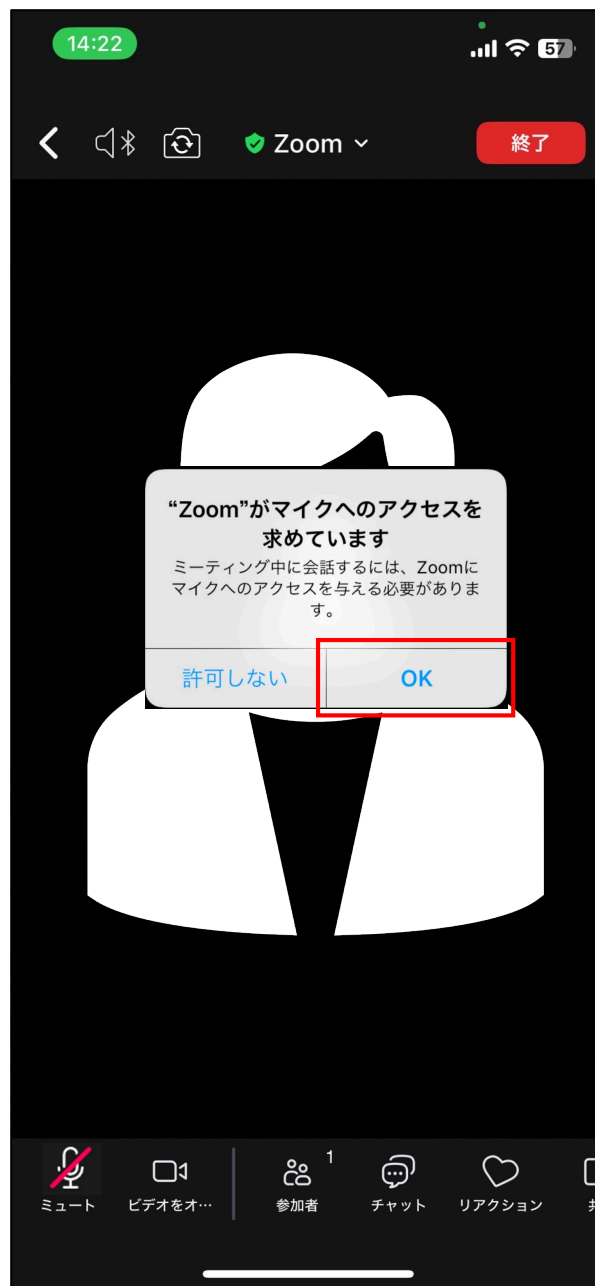 14:22
57
Zoom
終了
“Zoom”がマイクへのアクセスを
求めています
ミーティング中に会話するには、Zoomに
マイクへのアクセスを与える必要がありま
す。
許可しない
OK
1
ミュート
ビデオをオ…
参加者
チャット
リアクション